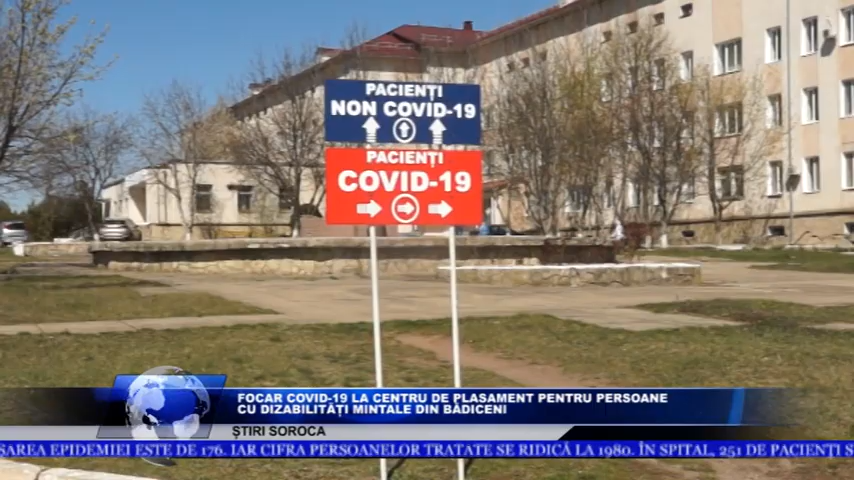 PACIENȚI
NON COVID-19
PACIENȚI
COVID-19
FOCAR COVID-19 LA CENTRU DE PLASAMENT PENTRU PERSOANE
CU DIZABILITĂȚI MINTALE DIN BĂDICENI
ȘTIRI SOROCA
SAREA EPIDEMIEI ESTE DE 176. IAR CIFRA PERSOANELOR TRATATE SE RIDICĂ LA 1980. ÎN SPITAL, 251 DE PACIENȚI S